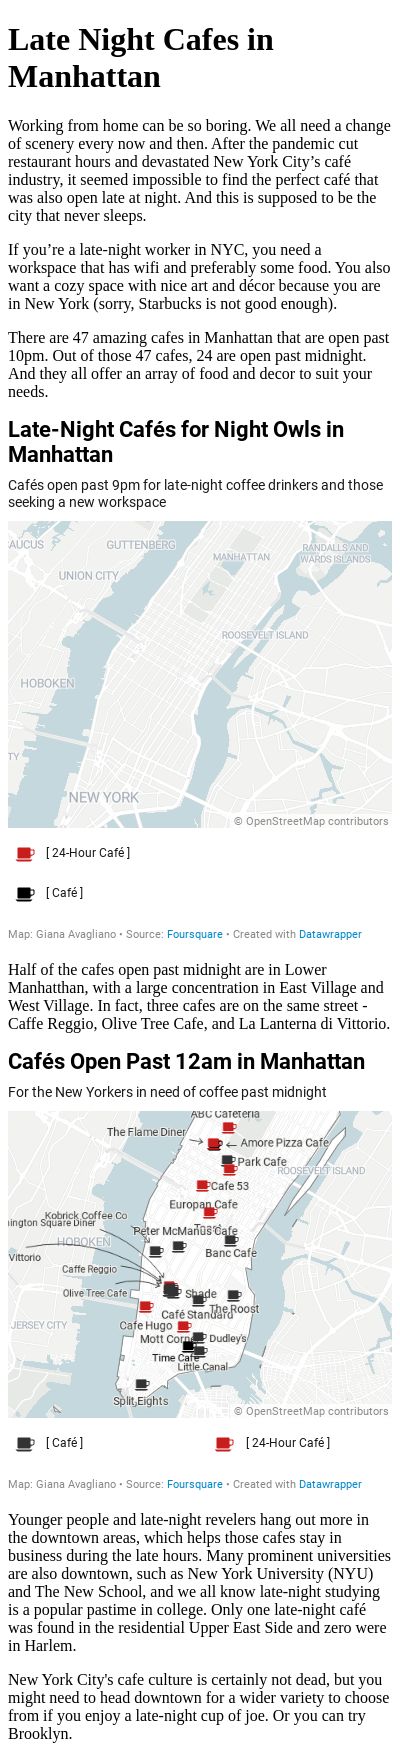 Late Night Cafes in
Manhattan
Working from home can be so boring. We all need a change
of scenery every now and then. After the pandemic cut
restaurant hours and devastated New York City’s café
industry, it seemed impossible to find the perfect café that
was also open late at night. And this is supposed to be the
city that never sleeps.
If you’re a late-night worker in NYC, you need a
workspace that has wifi and preferably some food. You also
want a cozy space with nice art and décor because you are
in New York (sorry, Starbucks is not good enough).
There are 47 amazing cafes in Manhattan that are open past
10pm. Out of those 47 cafes, 24 are open past midnight.
And they all offer an array of food and decor to suit your
needs.
Late-Night Cafés for Night Owls in
Manhattan
Cafés open past 9pm for late-night coffee drinkers and those
seeking a new workspace
AUCUS
GUTTENBERG
RANDALLS AND
WARDS ISLANDS
MANHATTAN
UNION CITY
ROOSEVELT ISLAND
HOBOKEN
TY
NEW YORK
© OpenStreetMap contributors
[ 24-Hour Café ]
[ Café ]
Map: Giana Avagliano • Source: Foursquare • Created with Datawrapper
Half of the cafes open past midnight are in Lower
Manhatthan, with a large concentration in East Village and
West Village. In fact, three cafes are on the same street -
Caffe Reggio, Olive Tree Cafe, and La Lanterna di Vittorio.
Cafés Open Past 12am in Manhattan
For the New Yorkers in need of coffee past midnight
ABC Cafeteria
The Flame Diner
Amore Pizza Cafe
Park Cafe
ROOSEVELT ISLAND
Cafe 53
Europan Cafe
Kobrick Coffee Co
nington Square Diner
Peter McManus Cafe
HOBOKEN
Banc Cafe
Vittorio
Caffe Reggio
Olive Tree Cafe
Shade
The Roost
Café Standard
JERSEY CITY
Cafe Hugo
Mott Corne
Dudley's
Time Cafe
Little Canal
Split Eights
© OpenStreetMap contributors
[ Café ]
[ 24-Hour Café ]
Map: Giana Avagliano • Source: Foursquare • Created with Datawrapper
Younger people and late-night revelers hang out more in
the downtown areas, which helps those cafes stay in
business during the late hours. Many prominent universities
are also downtown, such as New York University (NYU)
and The New School, and we all know late-night studying
is a popular pastime in college. Only one late-night café
was found in the residential Upper East Side and zero were
in Harlem.
New York City's cafe culture is certainly not dead, but you
might need to head downtown for a wider variety to choose
from if you enjoy a late-night cup of joe. Or you can try
Brooklyn.